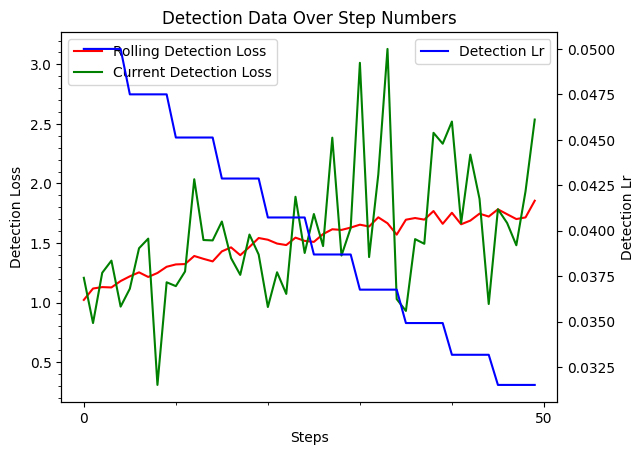 Detection Data Over Step Numbers
Rolling Detection Loss
Current Detection Loss
Detection Lr
3.0
2.5
2.0
1.5
1.0
0.5
Detection Loss
0.0500
0.0475
0.0450
0.0425
0.0400
0.0375
0.0350
0.0325
Detection Lr
0
50
Steps